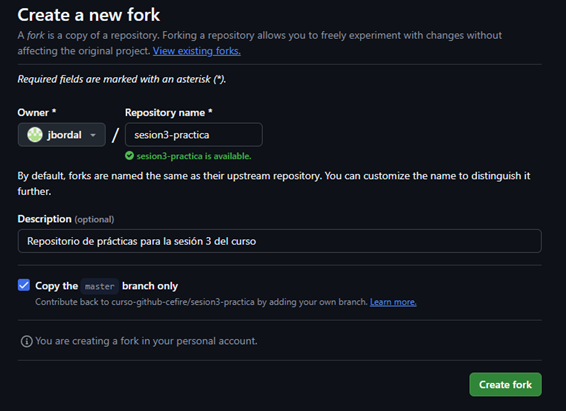 Create a new fork
A fork is a copy of a repository. Forking a repository allows you to freely experiment with changes without
affecting the original project. View existing forks.
Required fields are marked with an asterisk (*).
Owner * Repository name *
jbordal / sesion3-practica
sesion3-practica is available.
By default, forks are named the same as their upstream repository. You can customize the name to distinguish it
further.
Description (optional)
Repositorio de prácticas para la sesión 3 del curso
Copy the master branch only
Contribute back to curso-github-cefire/sesion3-practica by adding your own branch. Learn more.
You are creating a fork in your personal account.
Create fork